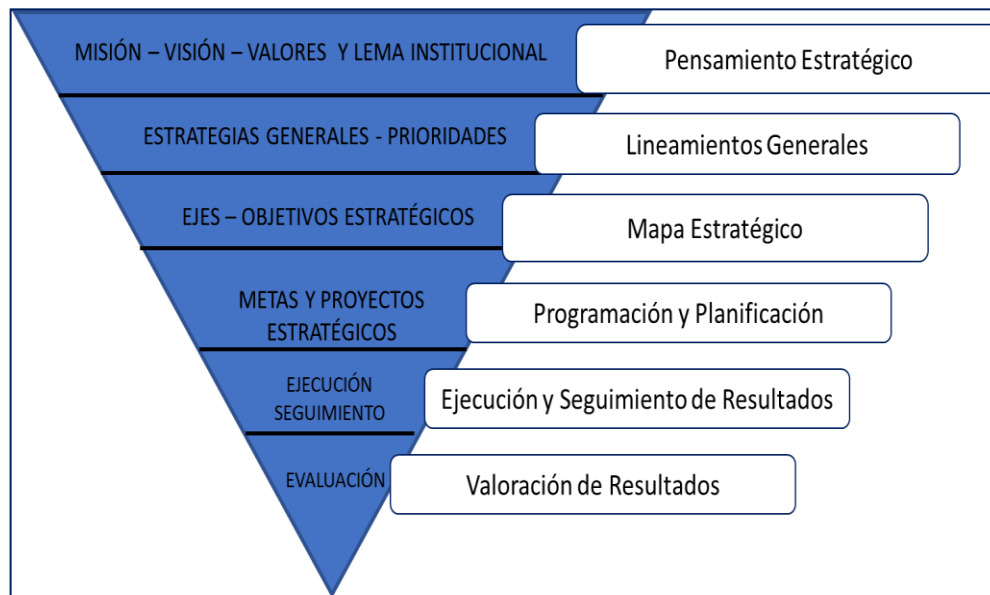 MISIÓN – VISIÓN – VALORES Y LEMA INSTITUCIONAL
Pensamiento Estratégico
ESTRATEGIAS GENERALES - PRIORIDADES
Lineamientos Generales
EJES – OBJETIVOS ESTRATÉGICOS
Mapa Estratégico
METAS Y PROYECTOS
ESTRATÉGICOS
Programación y Planificación
EJECUCIÓN
SEGUIMIENTO
Ejecución y Seguimiento de Resultados
EVALUACIÓN
Valoración de Resultados